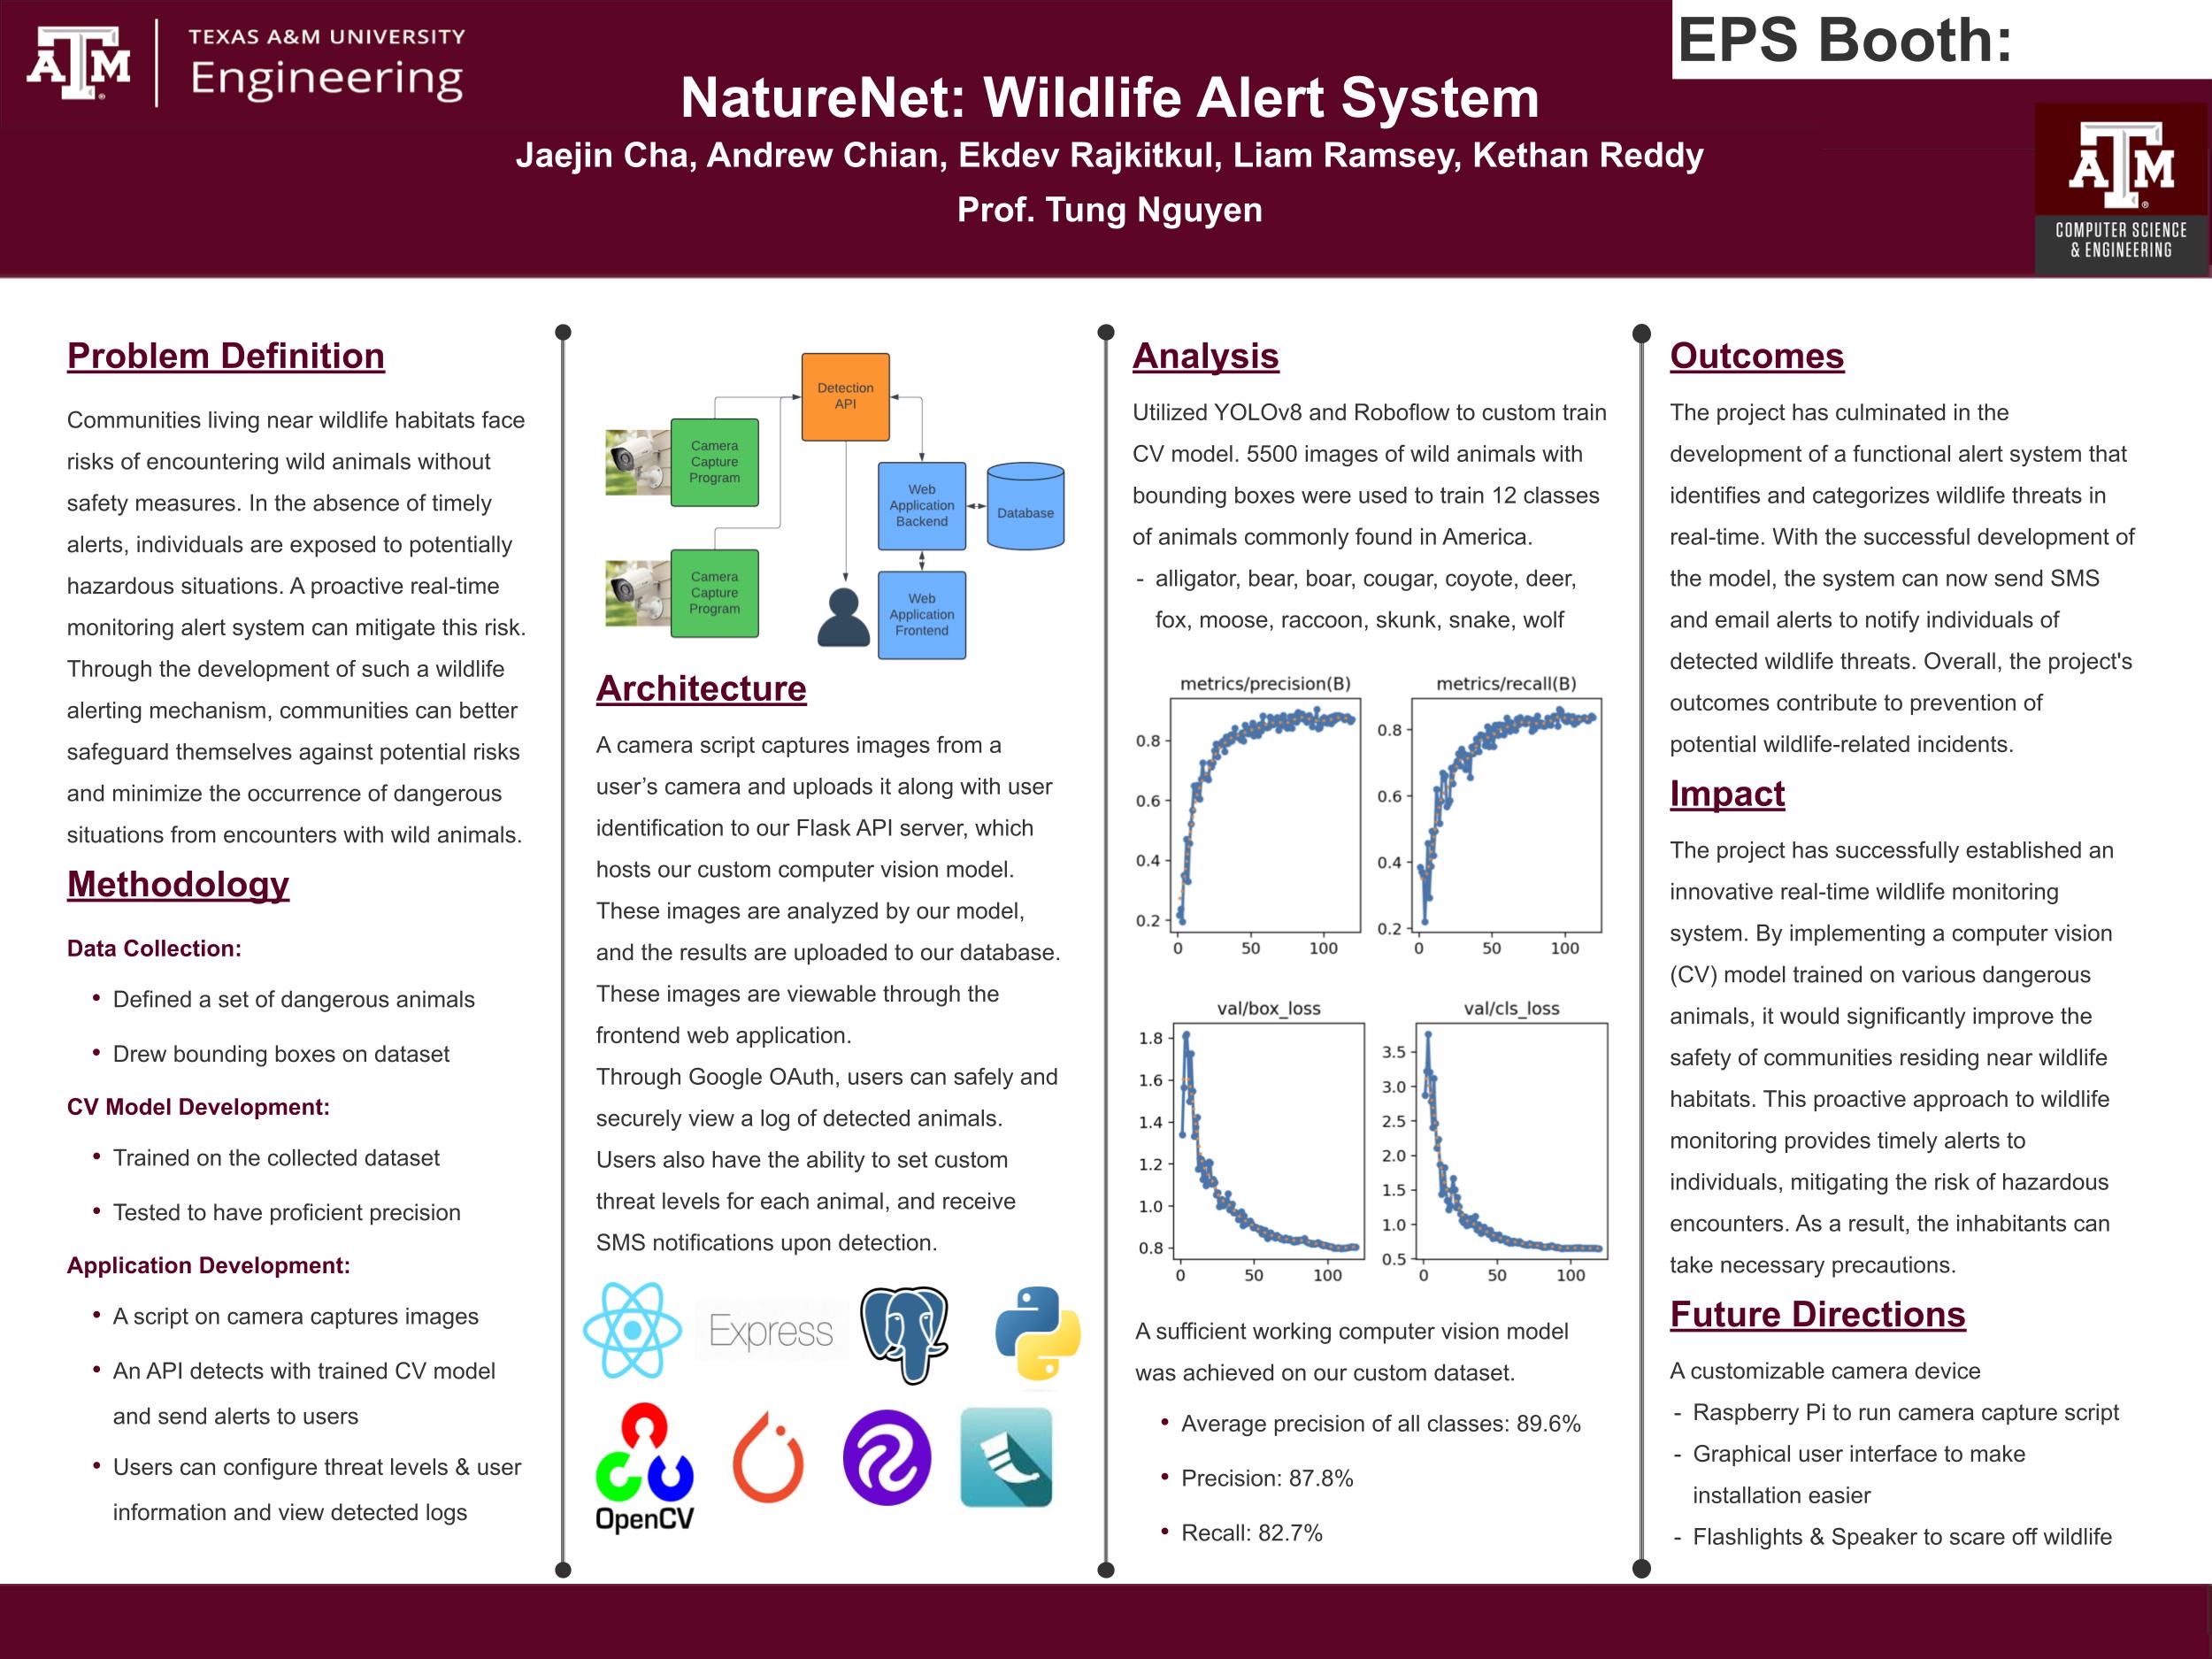 TEXAS A&M UNIVERSITY
Engineering
EPS Booth:
NatureNet: Wildlife Alert System
Jaejin Cha, Andrew Chian, Ekdev Rajkitkul, Liam Ramsey, Kethan Reddy
Prof. Tung Nguyen
ATM
COMPUTER SCIENCE
& ENGINEERING
Problem Definition
Communities living near wildlife habitats face
risks of encountering wild animals without
safety measures. In the absence of timely
alerts, individuals are exposed to potentially
hazardous situations. A proactive real-time
monitoring alert system can mitigate this risk.
Through the development of such a wildlife
alerting mechanism, communities can better
safeguard themselves against potential risks
and minimize the occurrence of dangerous
situations from encounters with wild animals.
Methodology
Data Collection:
• Defined a set of dangerous animals
• Drew bounding boxes on dataset
CV Model Development:
• Trained on the collected dataset
• Tested to have proficient precision
Application Development:
• A script on camera captures images
• An API detects with trained CV model
and send alerts to users
• Users can configure threat levels & user
information and view detected logs
Detection
API
Camera
Capture
Program
Web
Application
Backend
Database
Camera
Capture
Program
Web
Application
Frontend
Architecture
A camera script captures images from a
user’s camera and uploads it along with user
identification to our Flask API server, which
hosts our custom computer vision model.
These images are analyzed by our model,
and the results are uploaded to our database.
These images are viewable through the
frontend web application.
Through Google OAuth, users can safely and
securely view a log of detected animals.
Users also have the ability to set custom
threat levels for each animal, and receive
SMS notifications upon detection.
Express
OpenCV
Analysis
Utilized YOLOv8 and Roboflow to custom train
CV model. 5500 images of wild animals with
bounding boxes were used to train 12 classes
of animals commonly found in America.
- alligator, bear, boar, cougar, coyote, deer,
fox, moose, raccoon, skunk, snake, wolf
metrics/precision(B)
0.8
0.6
0.4
0.2
0 50 100
metrics/recall(B)
0.8
0.6
0.4
0.2
0 50 100
val/box_loss
1.8
1.6
1.4
1.2
1.0
0.8
0 50 100
val/cls_loss
3.5
3.0
2.5
2.0
1.5
1.0
0.5
0 50 100
A sufficient working computer vision model
was achieved on our custom dataset.
• Average precision of all classes: 89.6%
• Precision: 87.8%
• Recall: 82.7%
Outcomes
The project has culminated in the
development of a functional alert system that
identifies and categorizes wildlife threats in
real-time. With the successful development of
the model, the system can now send SMS
and email alerts to notify individuals of
detected wildlife threats. Overall, the project's
outcomes contribute to prevention of
potential wildlife-related incidents.
Impact
The project has successfully established an
innovative real-time wildlife monitoring
system. By implementing a computer vision
(CV) model trained on various dangerous
animals, it would significantly improve the
safety of communities residing near wildlife
habitats. This proactive approach to wildlife
monitoring provides timely alerts to
individuals, mitigating the risk of hazardous
encounters. As a result, the inhabitants can
take necessary precautions.
Future Directions
A customizable camera device
- Raspberry Pi to run camera capture script
- Graphical user interface to make
installation easier
- Flashlights & Speaker to scare off wildlife